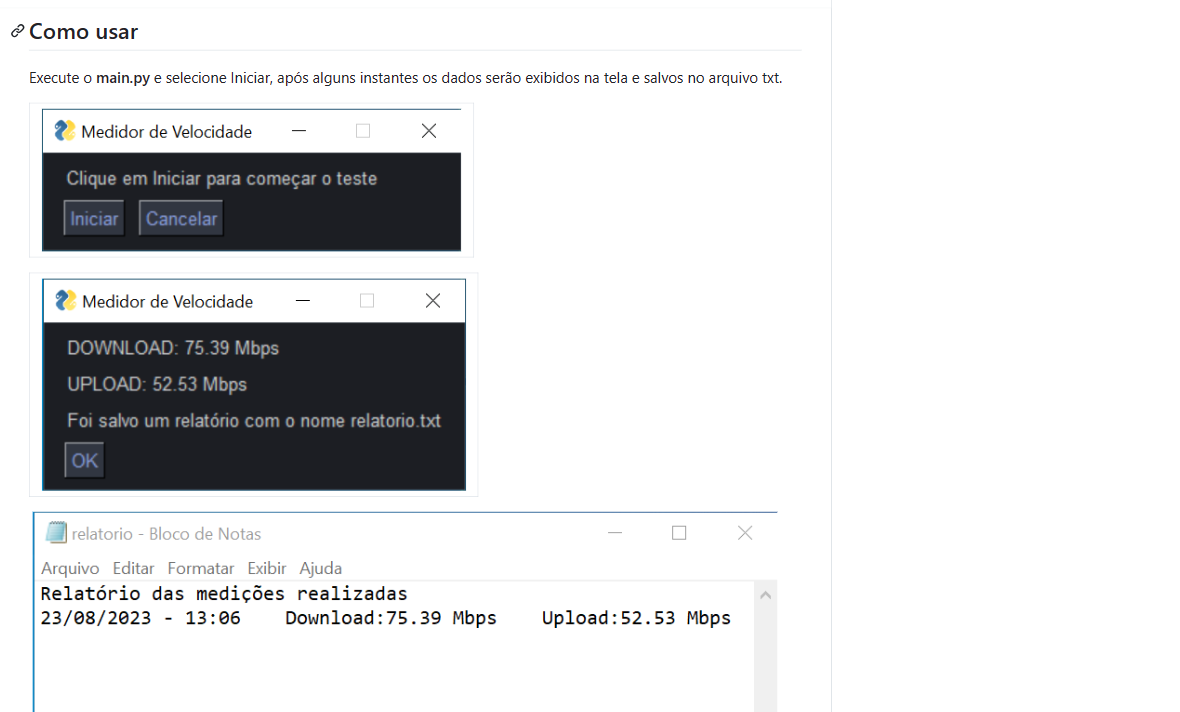 Como usar
Execute o main.py e selecione Iniciar, após alguns instantes os dados serão exibidos na tela e salvos no arquivo txt.
Medidor de Velocidade
Clique em Iniciar para começar o teste
Iniciar Cancelar
Medidor de Velocidade
DOWNLOAD: 75.39 Mbps
UPLOAD: 52.53 Mbps
Foi salvo um relatório com o nome relatorio.txt
OK
relatorio - Bloco de Notas
Arquivo Editar Formatar Exibir Ajuda
Relatório das medições realizadas
23/08/2023 - 13:06 Download:75.39 Mbps Upload:52.53 Mbps